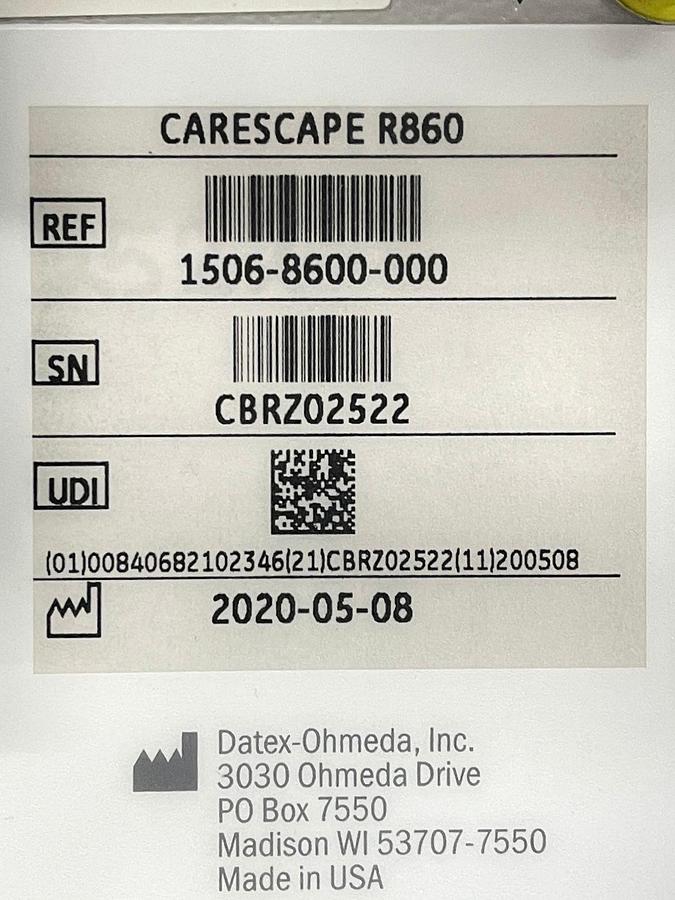 CARESCAPE R860
REF
1506-8600-000
SN
CBRZ02522
UDI
(01)00840682102346(21)CBRZ02522(11)200508
2020-05-08
Datex-Ohmeda, Inc.
3030 Ohmeda Drive
PO Box 7550
Madison WI 53707-7550
Made in USA